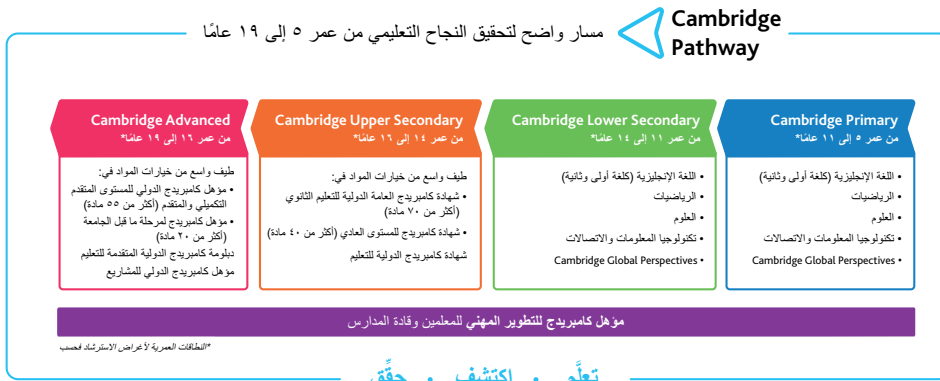 Cambridge
Pathway
مسار واضح لتحقيق النجاح التعليمي من عمر ٥ إلى ١٩ عامًا
Cambridge Primary
من عمر ٥ إلى ١١ عامًا*
• اللغة الإنجليزية (كلغة أولى وثانية)
• الرياضيات
• العلوم
• تكنولوجيا المعلومات والاتصالات
• Cambridge Global Perspectives
Cambridge Lower Secondary
من عمر ١١ إلى ١٤ عامًا*
• اللغة الإنجليزية (كلغة أولى وثانية)
• الرياضيات
• العلوم
• تكنولوجيا المعلومات والاتصالات
• Cambridge Global Perspectives
Cambridge Upper Secondary
من عمر ١٤ إلى ١٦ عامًا*
طيف واسع من خيارات المواد في:
• شهادة كامبريدج العامة الدولية للتعليم الثانوي
(أكثر من ٧٠ مادة)
• شهادة كامبريدج للمستوى العادي (أكثر من ٤٠ مادة)
شهادة كامبريدج الدولية للتعليم
Cambridge Advanced
من عمر ١٦ إلى ١٩ عامًا*
طيف واسع من خيارات المواد في:
• مؤهل كامبريدج الدولي للمستوى المتقدم
التكميلي والمتقدم (أكثر من ٥٥ مادة)
• مؤهل كامبريدج لمرحلة ما قبل الجامعة
(أكثر من ٢٠ مادة)
دبلومة كامبريدج الدولية المتقدمة للتعليم
مؤهل كامبريدج الدولي للمشاريع
مؤهل كامبريدج للتطوير المهني للمعلمين وقادة المدارس
*النطاقات العمرية لأغراض الاسترشاد فحسب
تعلَّم • اكتشف • حقِّق